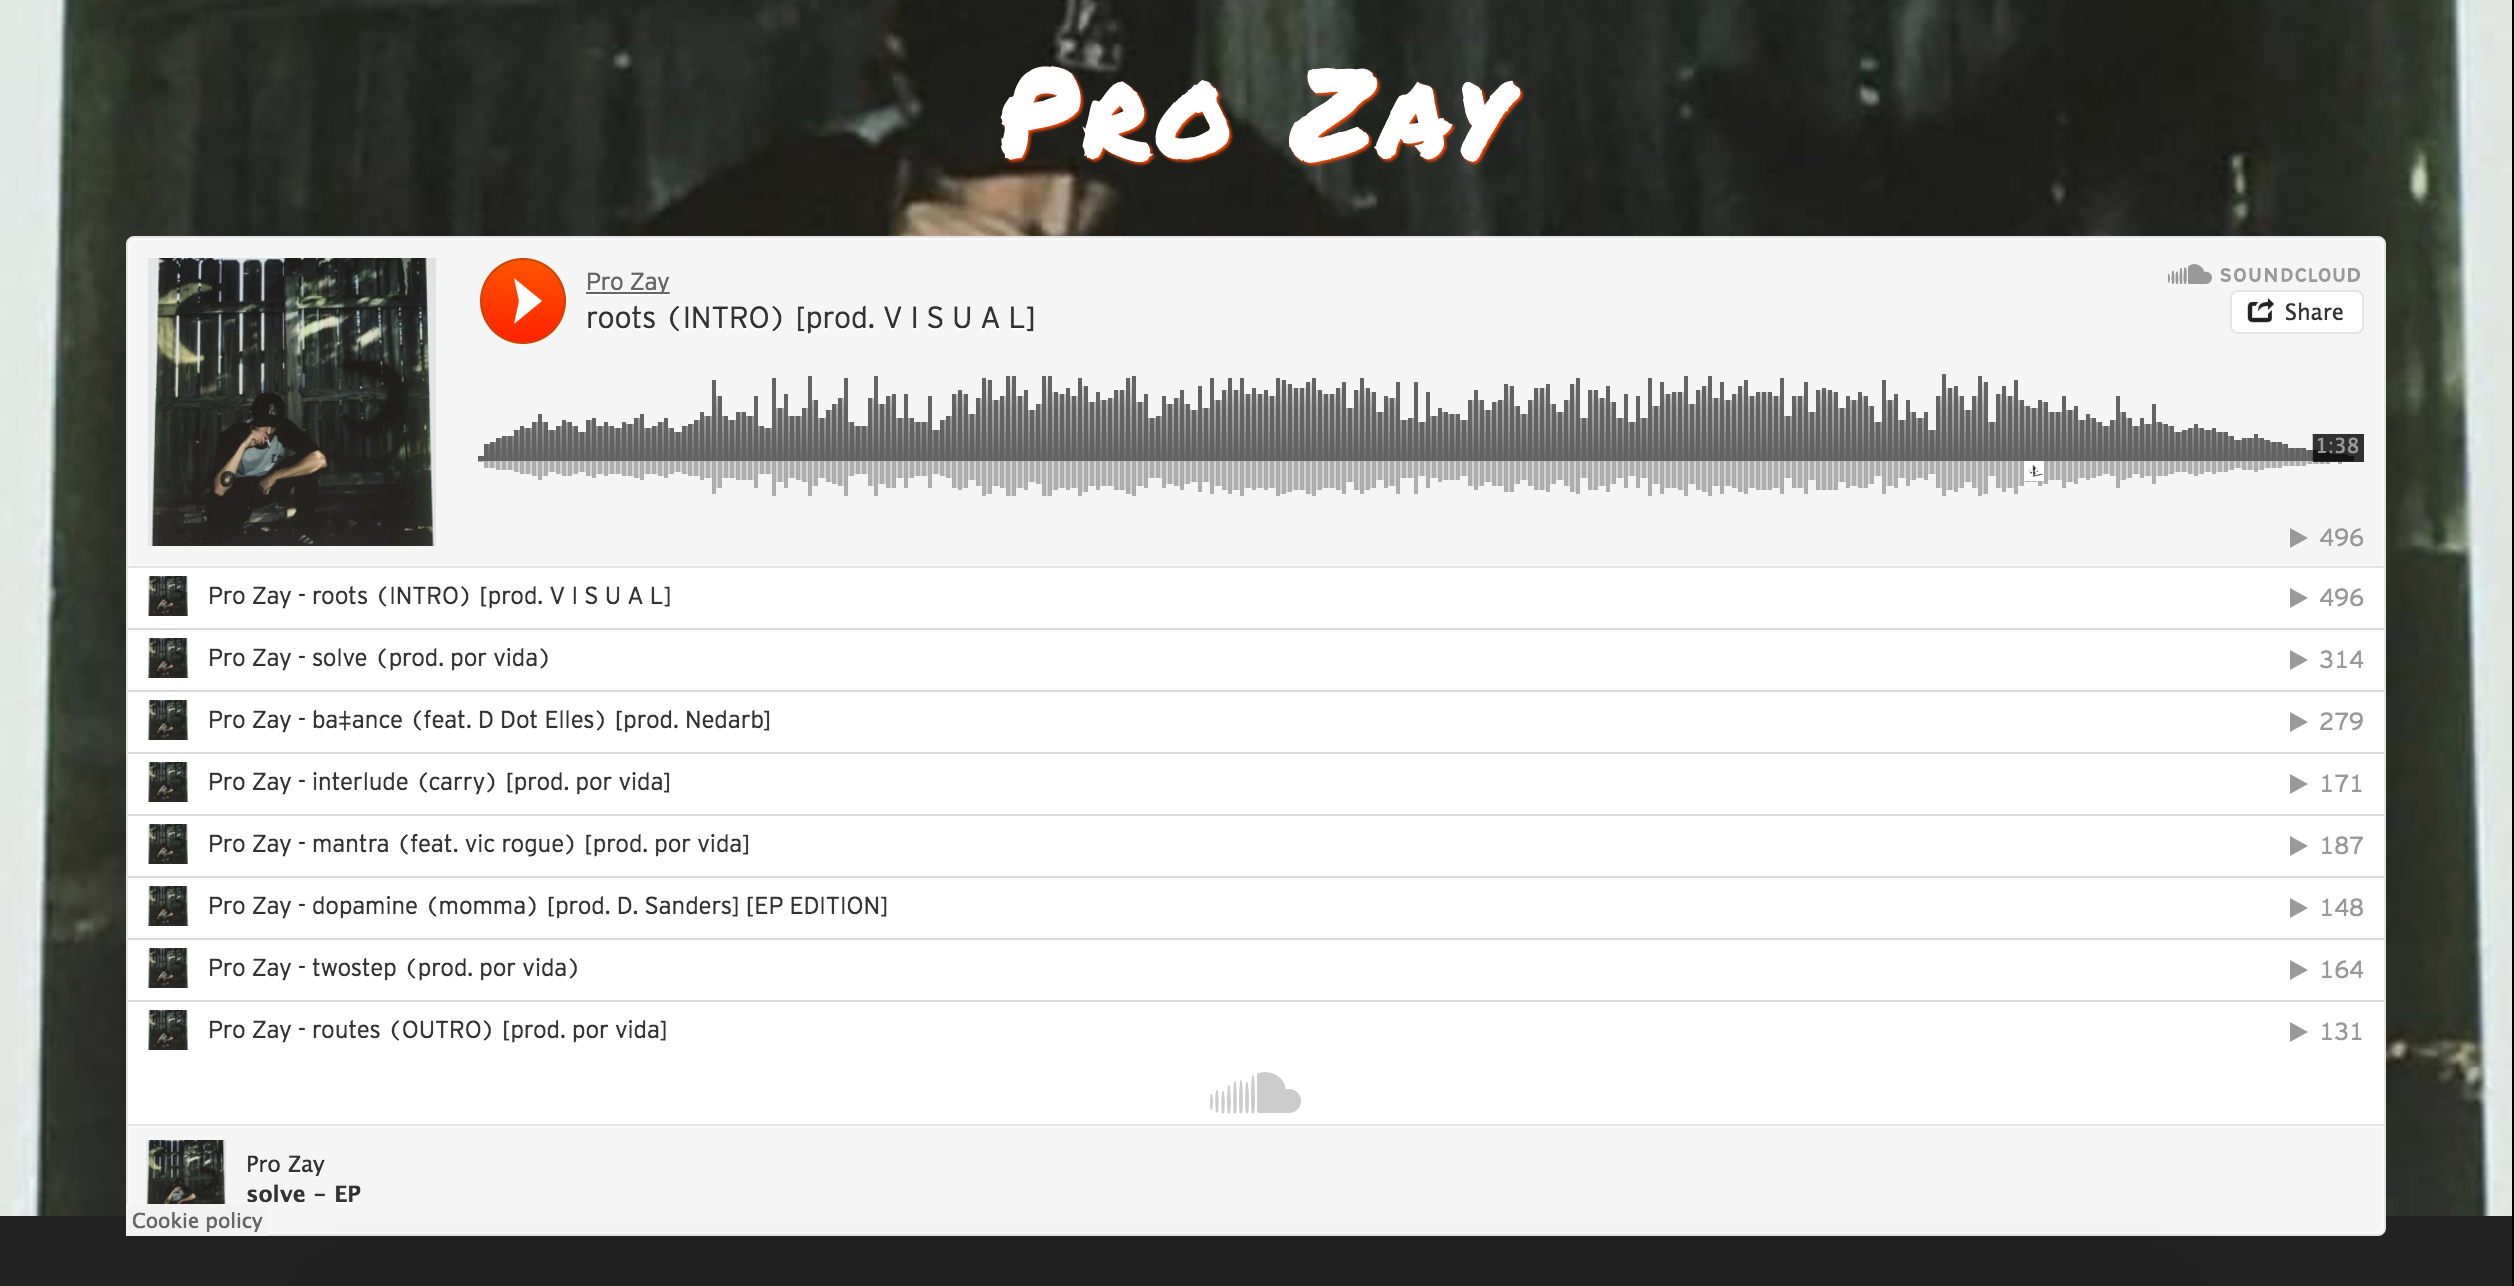 PRO ZAY
Pro Zay
roots (INTRO) [prod. V I S U A L]
SOUNDCLOUD
Share
1:38
496
Pro Zay - roots (INTRO) [prod. V I S U A L]
496
Pro Zay - solve (prod. por vida)
314
Pro Zay - ba‡ance (feat. D Dot Elles) [prod. Nedarb]
279
Pro Zay - interlude (carry) [prod. por vida]
171
Pro Zay - mantra (feat. vic rogue) [prod. por vida]
187
Pro Zay - dopamine (momma) [prod. D. Sanders] [EP EDITION]
148
Pro Zay - twostep (prod. por vida)
164
Pro Zay - routes (OUTRO) [prod. por vida]
131
Pro Zay
solve – EP
Cookie policy